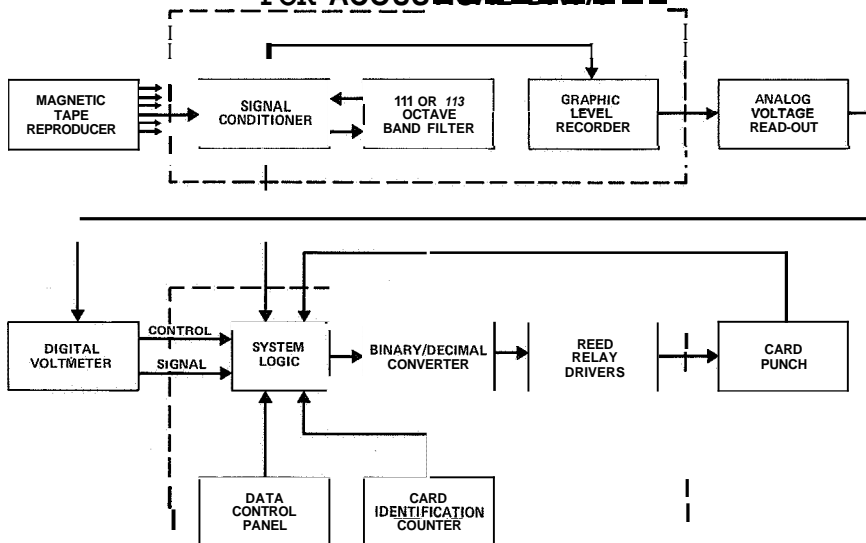 FOR
MAGNETIC
TAPE
REPRODUCER
SIGNAL
CONDITIONER
111 OR 113
OCTAVE
BAND FILTER
GRAPHIC
LEVEL
RECORDER
ANALOG
VOLTAGE
READ-OUT
DIGITAL
VOLTMETER
CONTROL
SIGNAL
SYSTEM
LOGIC
BINARY/DECIMAL
CONVERTER
REED
RELAY
DRIVERS
CARD
PUNCH
DATA
CONTROL
PANEL
CARD
IDENTIFICATION
COUNTER